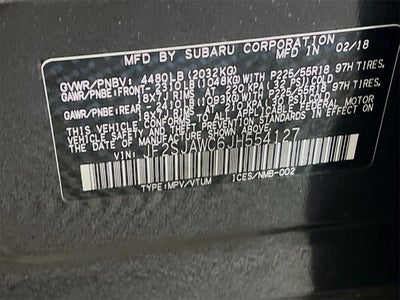 MFD BY SUBARU CORPORATION 02/18
GVWR/PNBV: 4480LB (2032KG)
GAWR/PNBE:FRONT- 2310LB (1048KG)WITH P225/55R18 97H TIRES,
18X7J RIMS AT 220 KPA (32 PSI)COLD
GAWR/PNBE:REAR- 2410LB (1093KG)WITH P225/55R18 97H TIRES,
18X7J RIMS AT 210 KPA (30 PSI)COLD
THIS VEHICLE CONFORMS TO ALL APPLICABLE FEDERAL MOTOR
VEHICLE SAFETY AND THEFT PREVENTION STANDARDS IN EFFECT
ON THE DATE OF MANUFACTURE SHOWN ABOVE.
VIN: JF2SJAWC6JH554127
TYPE:MPV/VTUM ICES/NMB-002